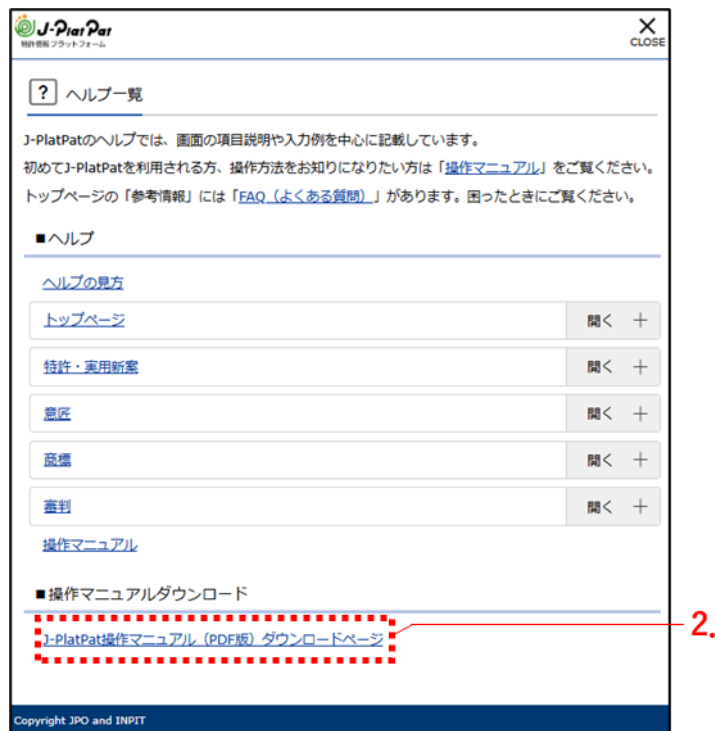 J-PlatPat
特許情報プラットフォーム
CLOSE
? ヘルプ一覧
J-PlatPatのヘルプでは、画面の項目説明や入力例を中心に記載しています。
初めてJ-PlatPatを利用される方、操作方法をお知りになりたい方は「操作マニュアル」をご覧ください。
トップページの「参考情報」には「FAQ（よくある質問）」があります。困ったときにご覧ください。
■ヘルプ
ヘルプの見方
トップページ 開く ＋
特許・実用新案 開く ＋
意匠 開く ＋
商標 開く ＋
審判 開く ＋
操作マニュアル
■操作マニュアルダウンロード
J-PlatPat操作マニュアル（PDF版）ダウンロードページ
2.
Copyright JPO and INPIT